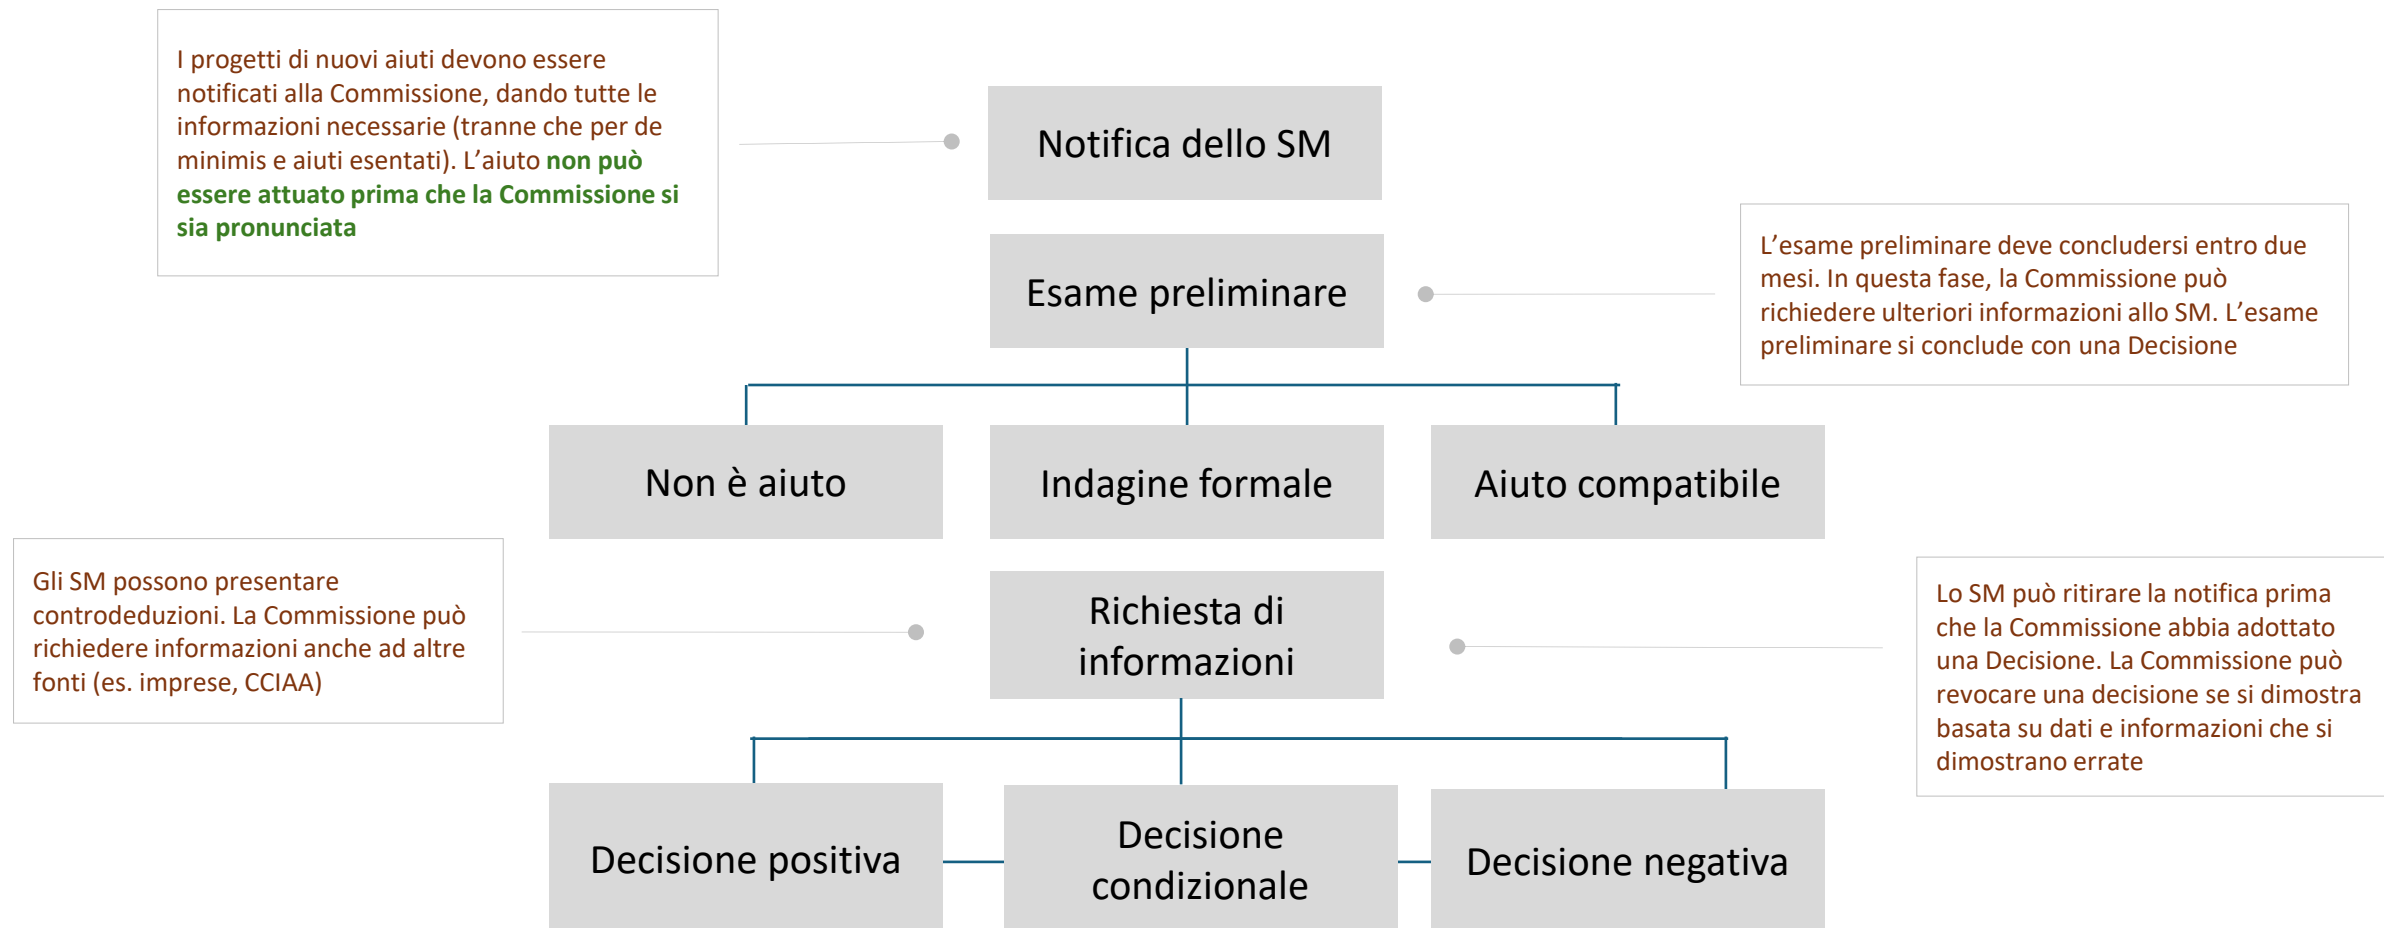 I progetti di nuovi aiuti devono essere
notificati alla Commissione, dando tutte le
informazioni necessarie (tranne che per de
minimis e aiuti esentati). L’aiuto non può
essere attuato prima che la Commissione si
sia pronunciata
Notifica dello SM
Esame preliminare
L’esame preliminare deve concludersi entro due
mesi. In questa fase, la Commissione può
richiedere ulteriori informazioni allo SM. L’esame
preliminare si conclude con una Decisione
Non è aiuto
Indagine formale
Aiuto compatibile
Gli SM possono presentare
controdeduzioni. La Commissione può
richiedere informazioni anche ad altre
fonti (es. imprese, CCIAA)
Richiesta di
informazioni
Lo SM può ritirare la notifica prima
che la Commissione abbia adottato
una Decisione. La Commissione può
revocare una decisione se si dimostra
basata su dati e informazioni che si
dimostrano errate
Decisione positiva
Decisione
condizionale
Decisione negativa